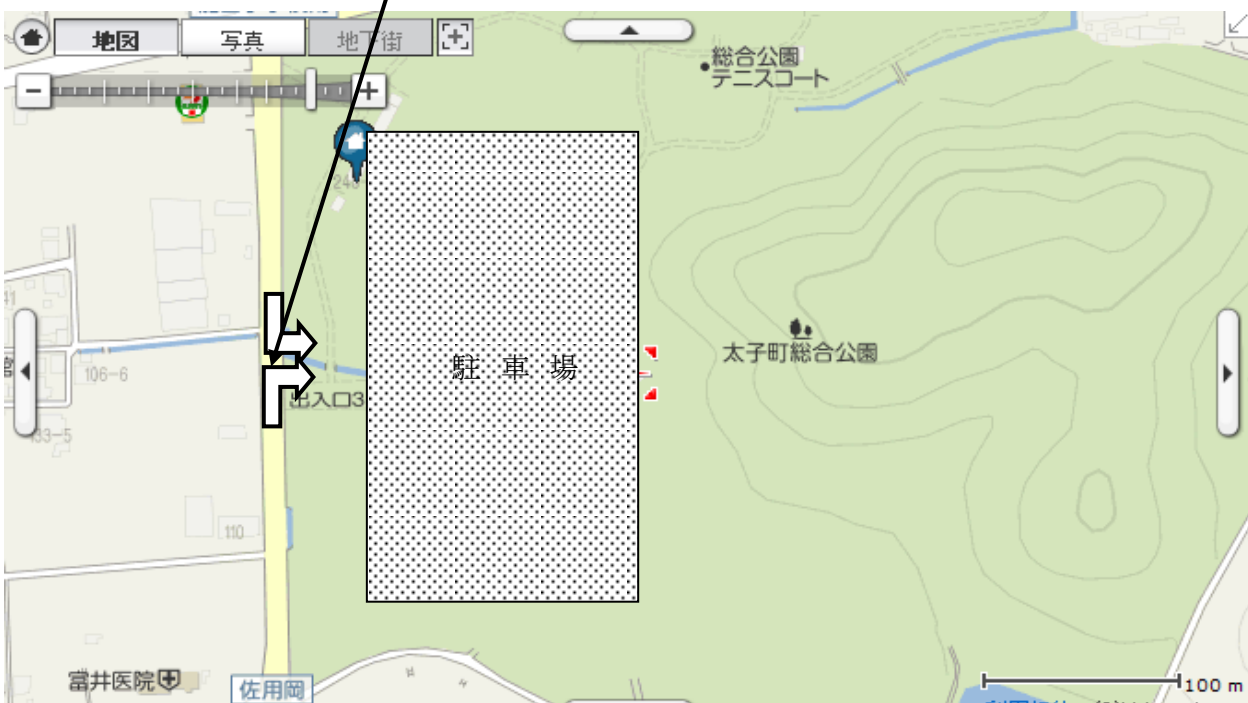 地図
写真
地下街
総合公園
テニスコート
106-6
33-5
出入口3
駐 車 場
太子町総合公園
110
富井医院
佐用岡
100 m